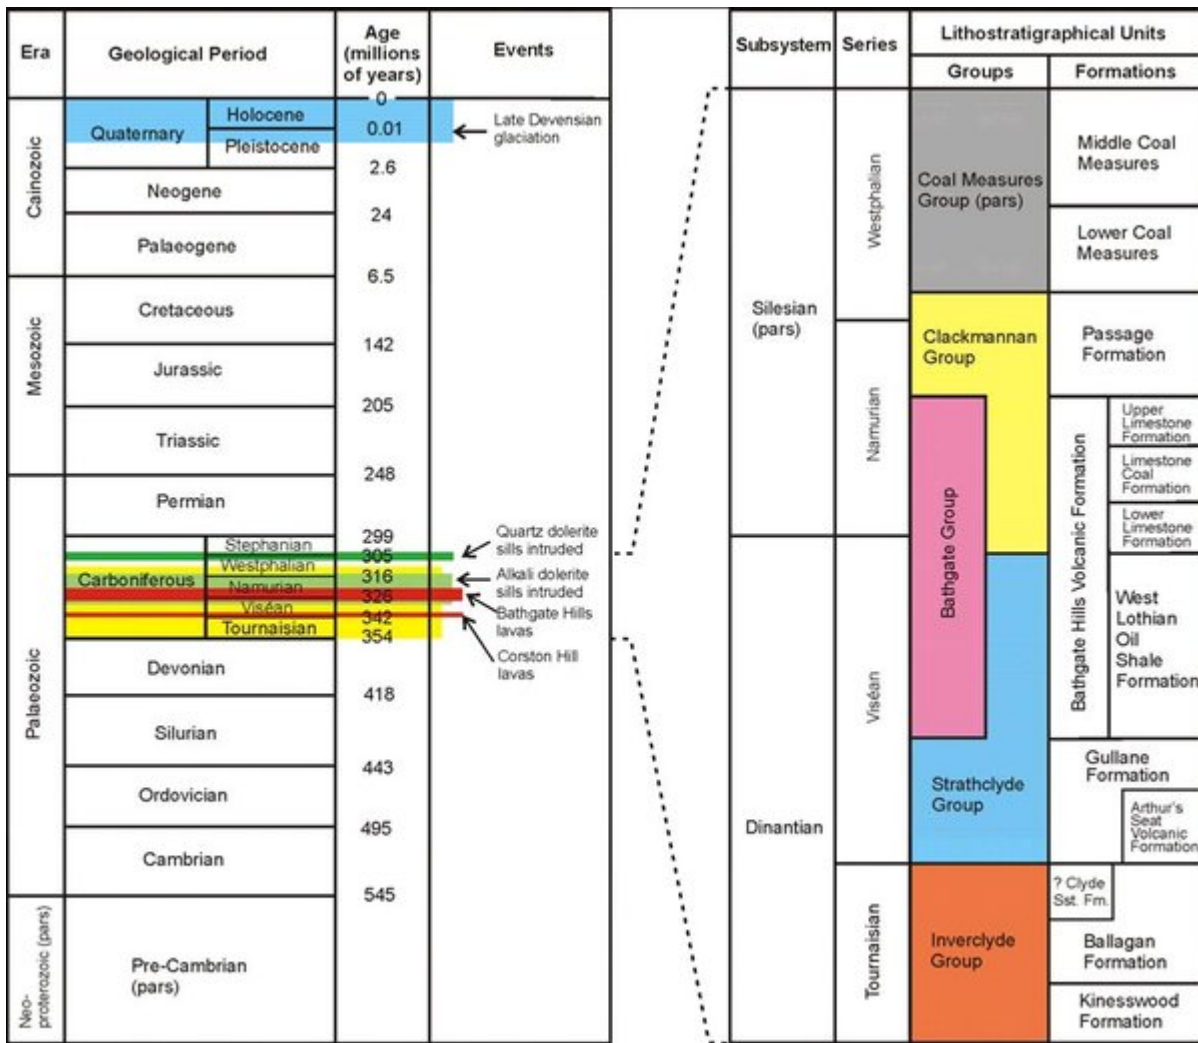 Era
Geological Period
Age
(millions
of years)
Events
Cainozoic
Quaternary
Holocene
Pleistocene
Neogene
Palaeogene
Mesozoic
Cretaceous
Jurassic
Triassic
Palaeozoic
Permian
Carboniferous
Stephanian
Westphalian
Namurian
Viséan
Tournaisian
Devonian
Silurian
Ordovician
Cambrian
Neo-
proterozoic (pars)
Pre-Cambrian
(pars)
0
0.01
2.6
24
6.5
142
205
248
299
305
316
326
342
354
418
443
495
545
Late Devensian
glaciation
Quartz dolerite
sills intruded
Alkali dolerite
sills intruded
Bathgate Hills
lavas
Corston Hill
lavas
Subsystem
Series
Lithostratigraphical Units
Groups
Formations
Silesian
(pars)
Dinantian
Westphalian
Namurian
Viséan
Tournaisian
Coal Measures
Group (pars)
Clackmannan
Group
Bathgate Group
Strathclyde
Group
Inverclyde
Group
Middle Coal
Measures
Lower Coal
Measures
Passage
Formation
Bathgate Hills Volcanic Formation
Upper
Limestone
Formation
Limestone
Coal
Formation
Lower
Limestone
Formation
West
Lothian
Oil
Shale
Formation
Gullane
Formation
Arthur's
Seat
Volcanic
Formation
? Clyde
Sst. Fm.
Ballagan
Formation
Kinesswood
Formation